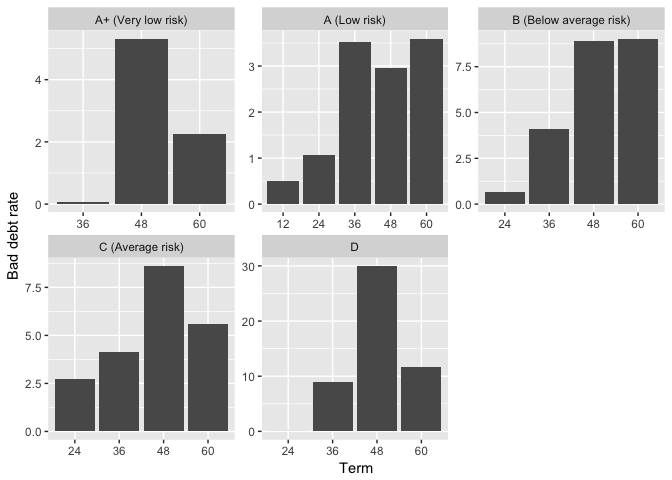 A+ (Very low risk)
A (Low risk)
B (Below average risk)
4
2
0
36 48 60
3
2
1
0
12 24 36 48 60
7.5
5.0
2.5
0.0
24 36 48 60
Bad debt rate
C (Average risk)
D
7.5
5.0
2.5
0.0
24 36 48 60
30
20
10
0
24 36 48 60
Term